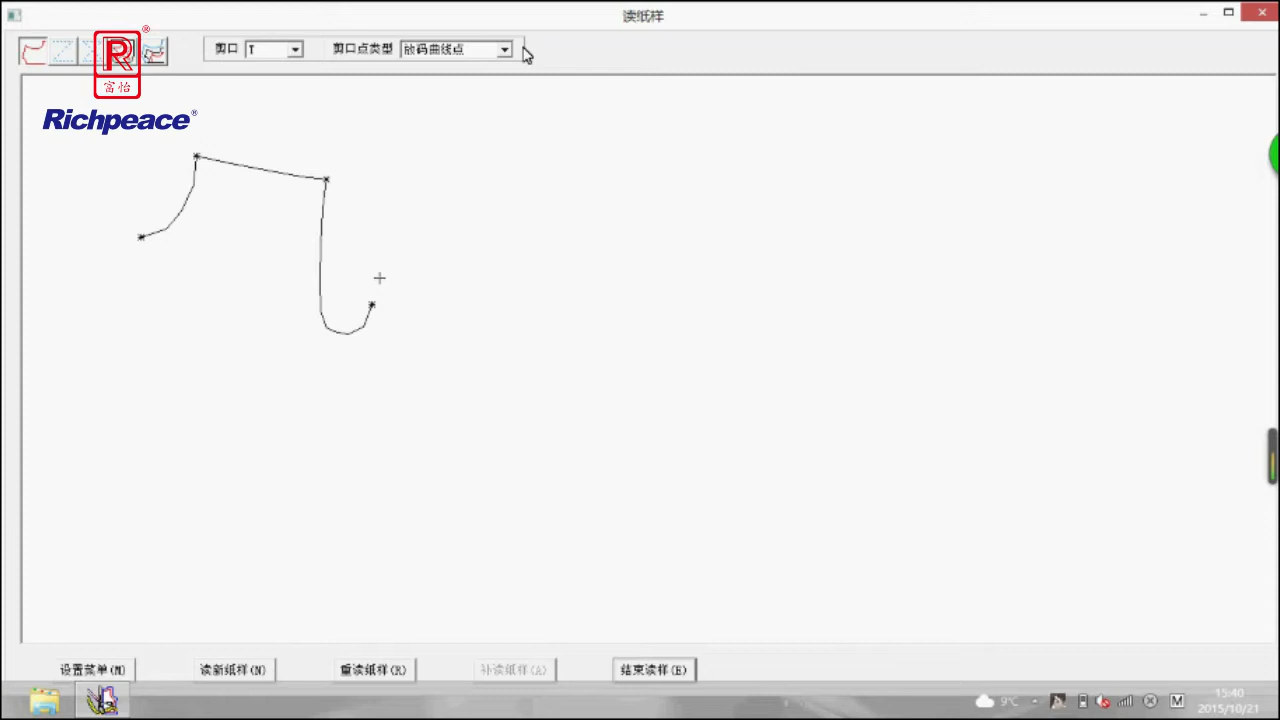 读纸样
剪口 T 剪口点类型 放码曲线点
R®
富怡
Richpeace®
设置菜单(M) 读新纸样(N) 重读纸样(R) 补读纸样(A) 结束读样(E)
9℃ M 15:40
2015/10/21